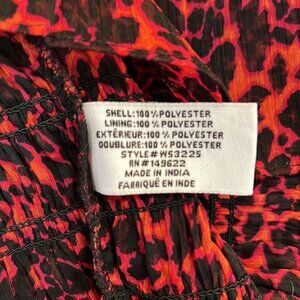 SHELL:100%POLYESTER
LINING:100%POLYESTER
EXTÉRIEUR:100%POLYESTER
DOUBLURE:100%POLYESTER
STYLE#W53225
RN#149622
MADE IN INDIA
FABRIQUÉ EN INDE